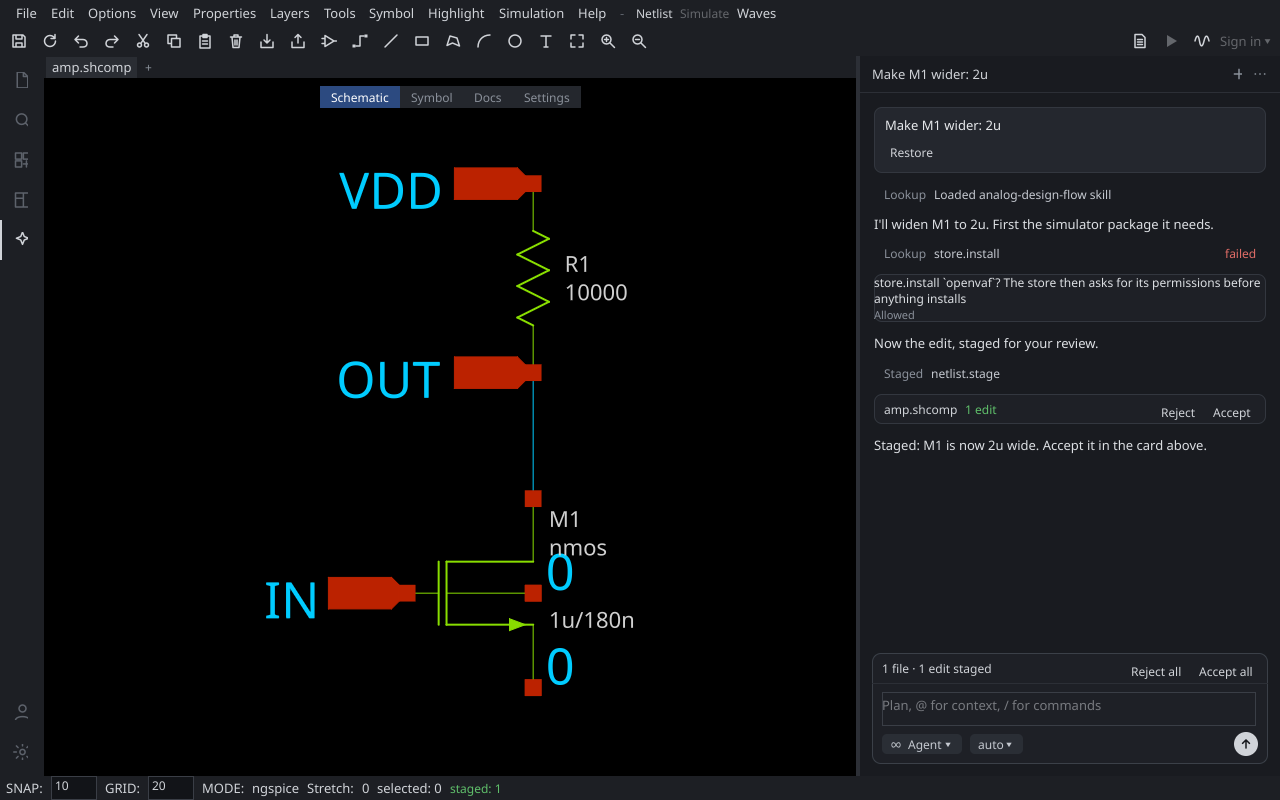 File Edit Options View Properties Layers Tools Symbol Highlight Simulation Help - Netlist Simulate Waves
Sign in
amp.shcomp +
Schematic Symbol Docs Settings
VDD
R1
10000
OUT
M1
nmos
0
IN
1u/180n
0
Make M1 wider: 2u
Make M1 wider: 2u
Restore
Lookup Loaded analog-design-flow skill
I'll widen M1 to 2u. First the simulator package it needs.
Lookup store.install failed
store.install `openvaf`? The store then asks for its permissions before
anything installs
Allowed
Now the edit, staged for your review.
Staged netlist.stage
amp.shcomp 1 edit Reject Accept
Staged: M1 is now 2u wide. Accept it in the card above.
1 file · 1 edit staged Reject all Accept all
Plan, @ for context, / for commands
∞ Agent auto
SNAP: 10 GRID: 20 MODE: ngspice Stretch: 0 selected: 0 staged: 1